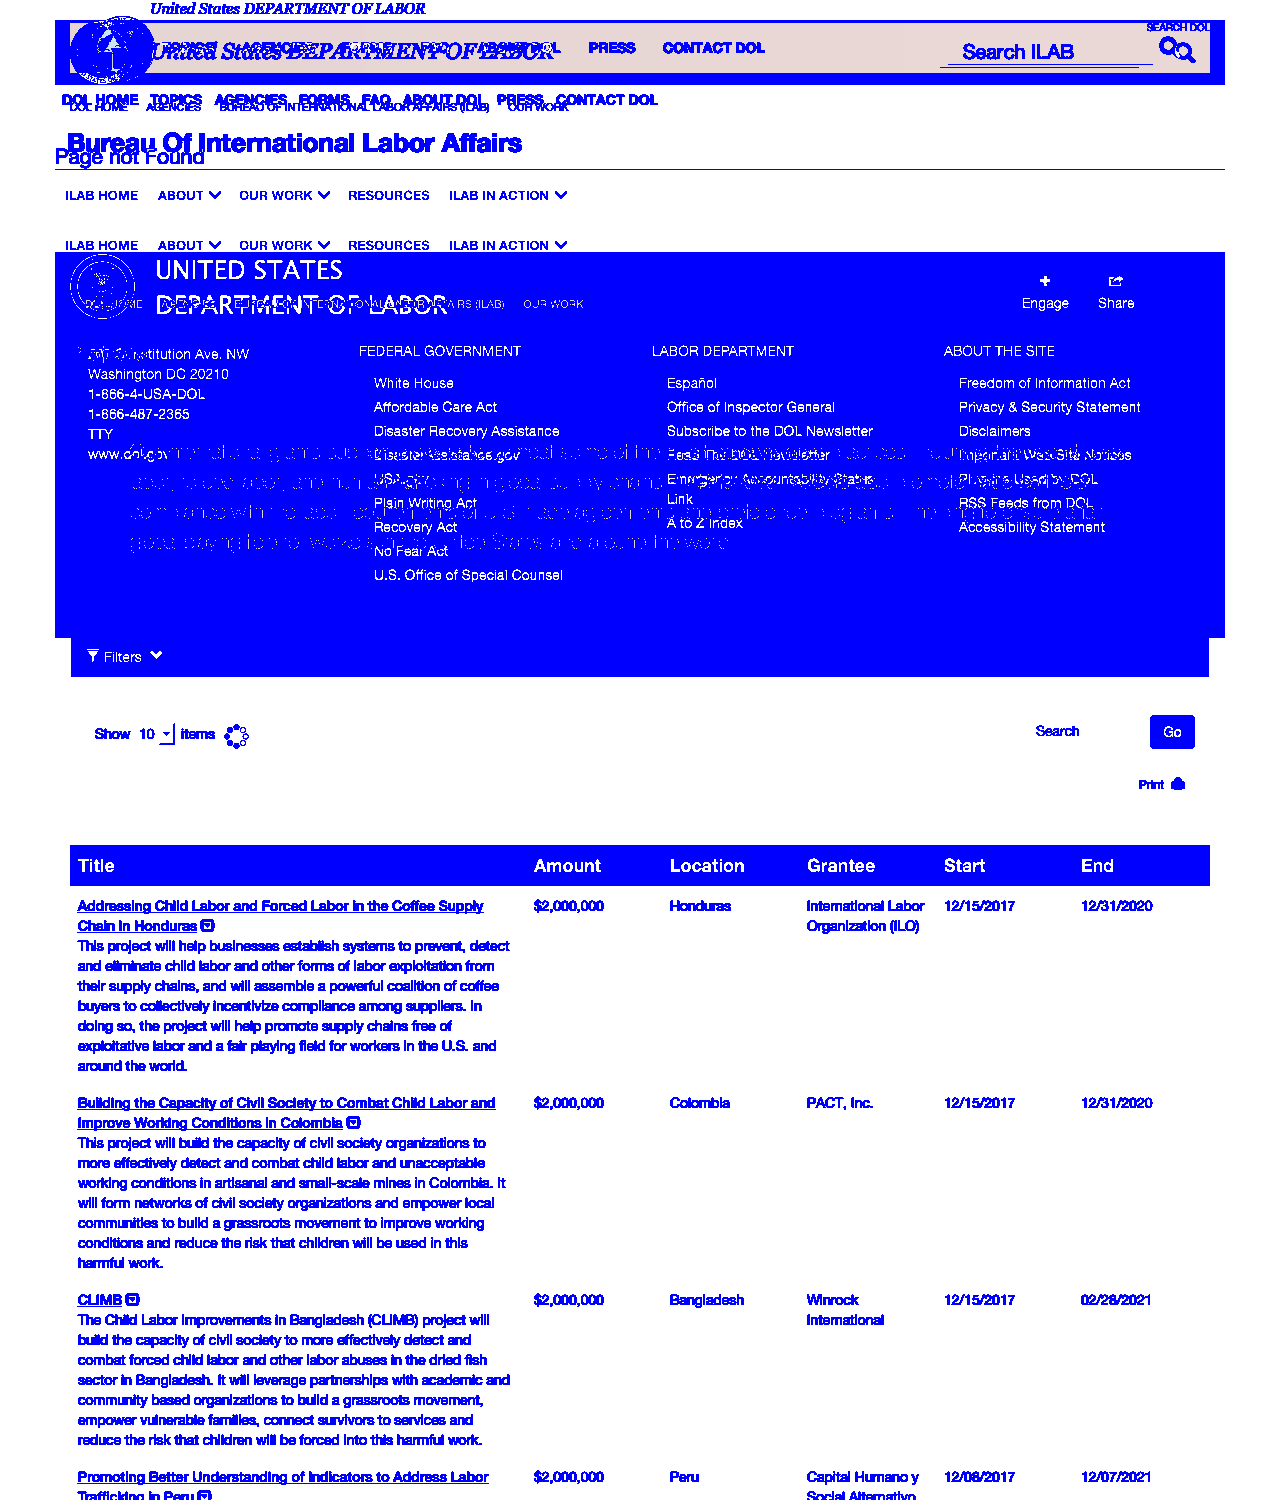 United States DEPARTMENT OF LABOR
SEARCH DOL
United States DEPARTMENT OF LABOR
PRESS CONTACT DOL
Search ILAB
DOL HOME TOPICS AGENCIES FORMS FAQ ABOUT DOL PRESS CONTACT DOL
DOL HOME AGENCIES BUREAU OF INTERNATIONAL LABOR AFFAIRS (ILAB) OUR WORK
Bureau Of International Labor Affairs
Page not Found
ILAB HOME ABOUT OUR WORK RESOURCES ILAB IN ACTION
ILAB HOME ABOUT OUR WORK RESOURCES ILAB IN ACTION
UNITED STATES
DEPARTMENT OF LABOR
Engage Share
BUREAU OF INTERNATIONAL LABOR AFFAIRS (ILAB) OUR WORK
Constitution Ave. NW
Washington DC 20210
1-866-4-USA-DOL
1-866-487-2365
TTY
www.dol.gov
FEDERAL GOVERNMENT
White House
Affordable Care Act
Disaster Recovery Assistance
DisasterAssistance.gov
USA.gov
Plain Writing Act
Recovery Act
No Fear Act
U.S. Office of Special Counsel
LABOR DEPARTMENT
Español
Office of Inspector General
Subscribe to the DOL Newsletter
Read The DOL Newsletter
Emergency Accountability Status
Link
A to Z Index
ABOUT THE SITE
Freedom of Information Act
Privacy & Security Statement
Disclaimers
Important Web Site Notices
Plug-ins Used by DOL
RSS Feeds from DOL
Accessibility Statement
Filters
Show 10 items
Search Go
Print
Title Amount Location Grantee Start End
Addressing Child Labor and Forced Labor in the Coffee Supply
Chain in Honduras
This project will help businesses establish systems to prevent, detect
and eliminate child labor and other forms of labor exploitation from
their supply chains, and will assemble a powerful coalition of coffee
buyers to collectively incentivize compliance among suppliers. In
doing so, the project will help promote supply chains free of
exploitative labor and a fair playing field for workers in the U.S. and
around the world.
$2,000,000
Honduras
International Labor
Organization (ILO)
12/15/2017
12/31/2020
Building the Capacity of Civil Society to Combat Child Labor and
Improve Working Conditions in Colombia
This project will build the capacity of civil society organizations to
more effectively detect and combat child labor and unacceptable
working conditions in artisanal and small-scale mines in Colombia. It
will form networks of civil society organizations and empower local
communities to build a grassroots movement to improve working
conditions and reduce the risk that children will be used in this
harmful work.
$2,000,000
Colombia
PACT, Inc.
12/15/2017
12/31/2020
CLIMB
The Child Labor Improvements in Bangladesh (CLIMB) project will
build the capacity of civil society to more effectively detect and
combat forced child labor and other labor abuses in the dried fish
sector in Bangladesh. It will leverage partnerships with academic and
community based organizations to build a grassroots movement,
empower vulnerable families, connect survivors to services and
reduce the risk that children will be forced into this harmful work.
$2,000,000
Bangladesh
Winrock
International
12/15/2017
02/28/2021
Promoting Better Understanding of Indicators to Address Labor
Trafficking in Peru
$2,000,000
Peru
Capital Humano y
Social Alternativo
12/08/2017
12/07/2021